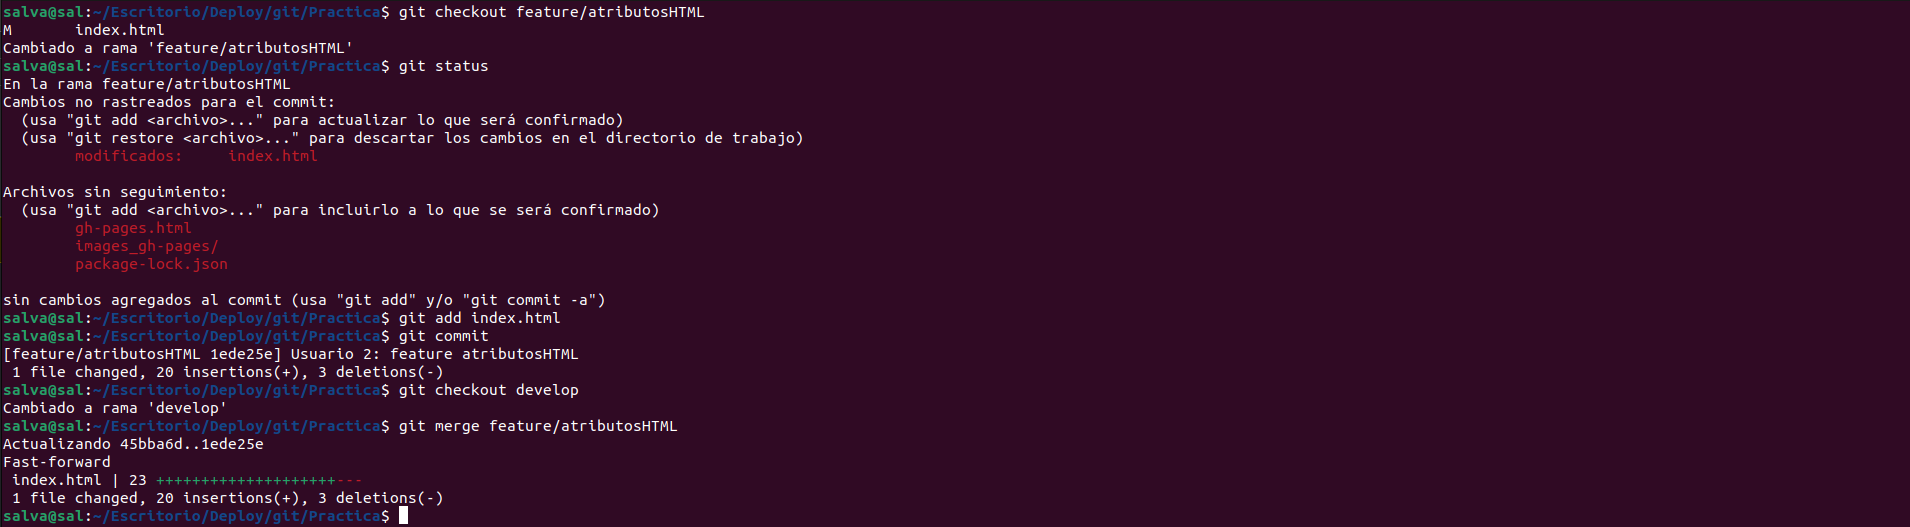 salva@sal:~/Escritorio/Deploy/git/Practica$ git checkout feature/atributosHTML
M       index.html
Cambiado a rama 'feature/atributosHTML'
salva@sal:~/Escritorio/Deploy/git/Practica$ git status
En la rama feature/atributosHTML
Cambios no rastreados para el commit:
  (usa "git add <archivo>..." para actualizar lo que será confirmado)
  (usa "git restore <archivo>..." para descartar los cambios en el directorio de trabajo)
        modificados:     index.html

Archivos sin seguimiento:
  (usa "git add <archivo>..." para incluirlo a lo que se será confirmado)
        gh-pages.html
        images_gh-pages/
        package-lock.json

sin cambios agregados al commit (usa "git add" y/o "git commit -a")
salva@sal:~/Escritorio/Deploy/git/Practica$ git add index.html
salva@sal:~/Escritorio/Deploy/git/Practica$ git commit
[feature/atributosHTML 1ede25e] Usuario 2: feature atributosHTML
 1 file changed, 20 insertions(+), 3 deletions(-)
salva@sal:~/Escritorio/Deploy/git/Practica$ git checkout develop
Cambiado a rama 'develop'
salva@sal:~/Escritorio/Deploy/git/Practica$ git merge feature/atributosHTML
Actualizando 45bba6d..1ede25e
Fast-forward
 index.html | 23 ++++++++++++++++++++---
 1 file changed, 20 insertions(+), 3 deletions(-)
salva@sal:~/Escritorio/Deploy/git/Practica$